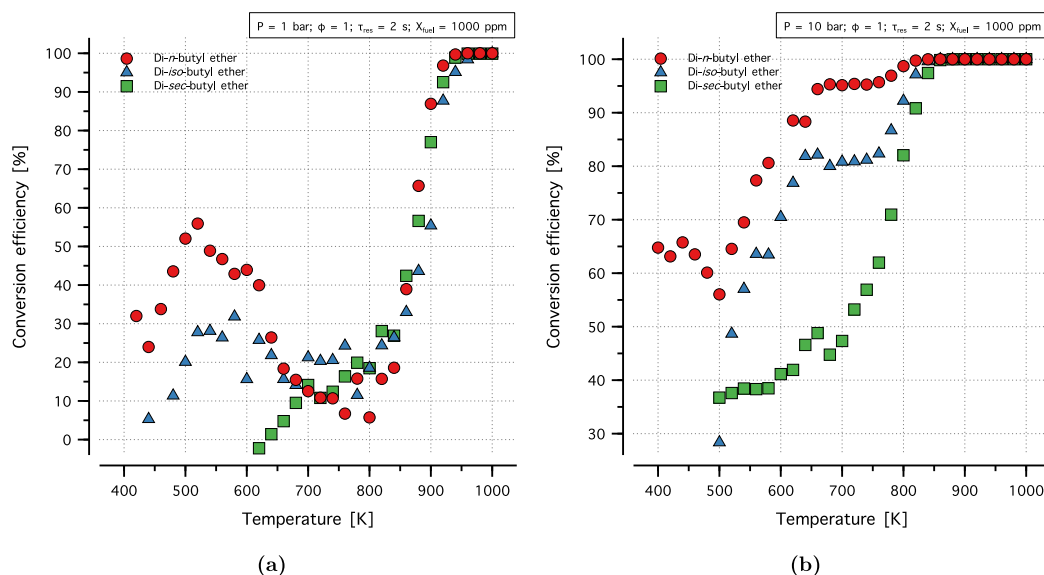 P = 1 bar; ϕ = 1; τres = 2 s; Xfuel = 1000 ppm
Di-n-butyl ether
Di-iso-butyl ether
Di-sec-butyl ether
100
90
80
70
60
50
40
30
20
10
0
Conversion efficiency [%]
400 500 600 700 800 900 1000
Temperature [K]
(a)
P = 10 bar; ϕ = 1; τres = 2 s; Xfuel = 1000 ppm
Di-n-butyl ether
Di-iso-butyl ether
Di-sec-butyl ether
100
90
80
70
60
50
40
30
Conversion efficiency [%]
400 500 600 700 800 900 1000
Temperature [K]
(b)